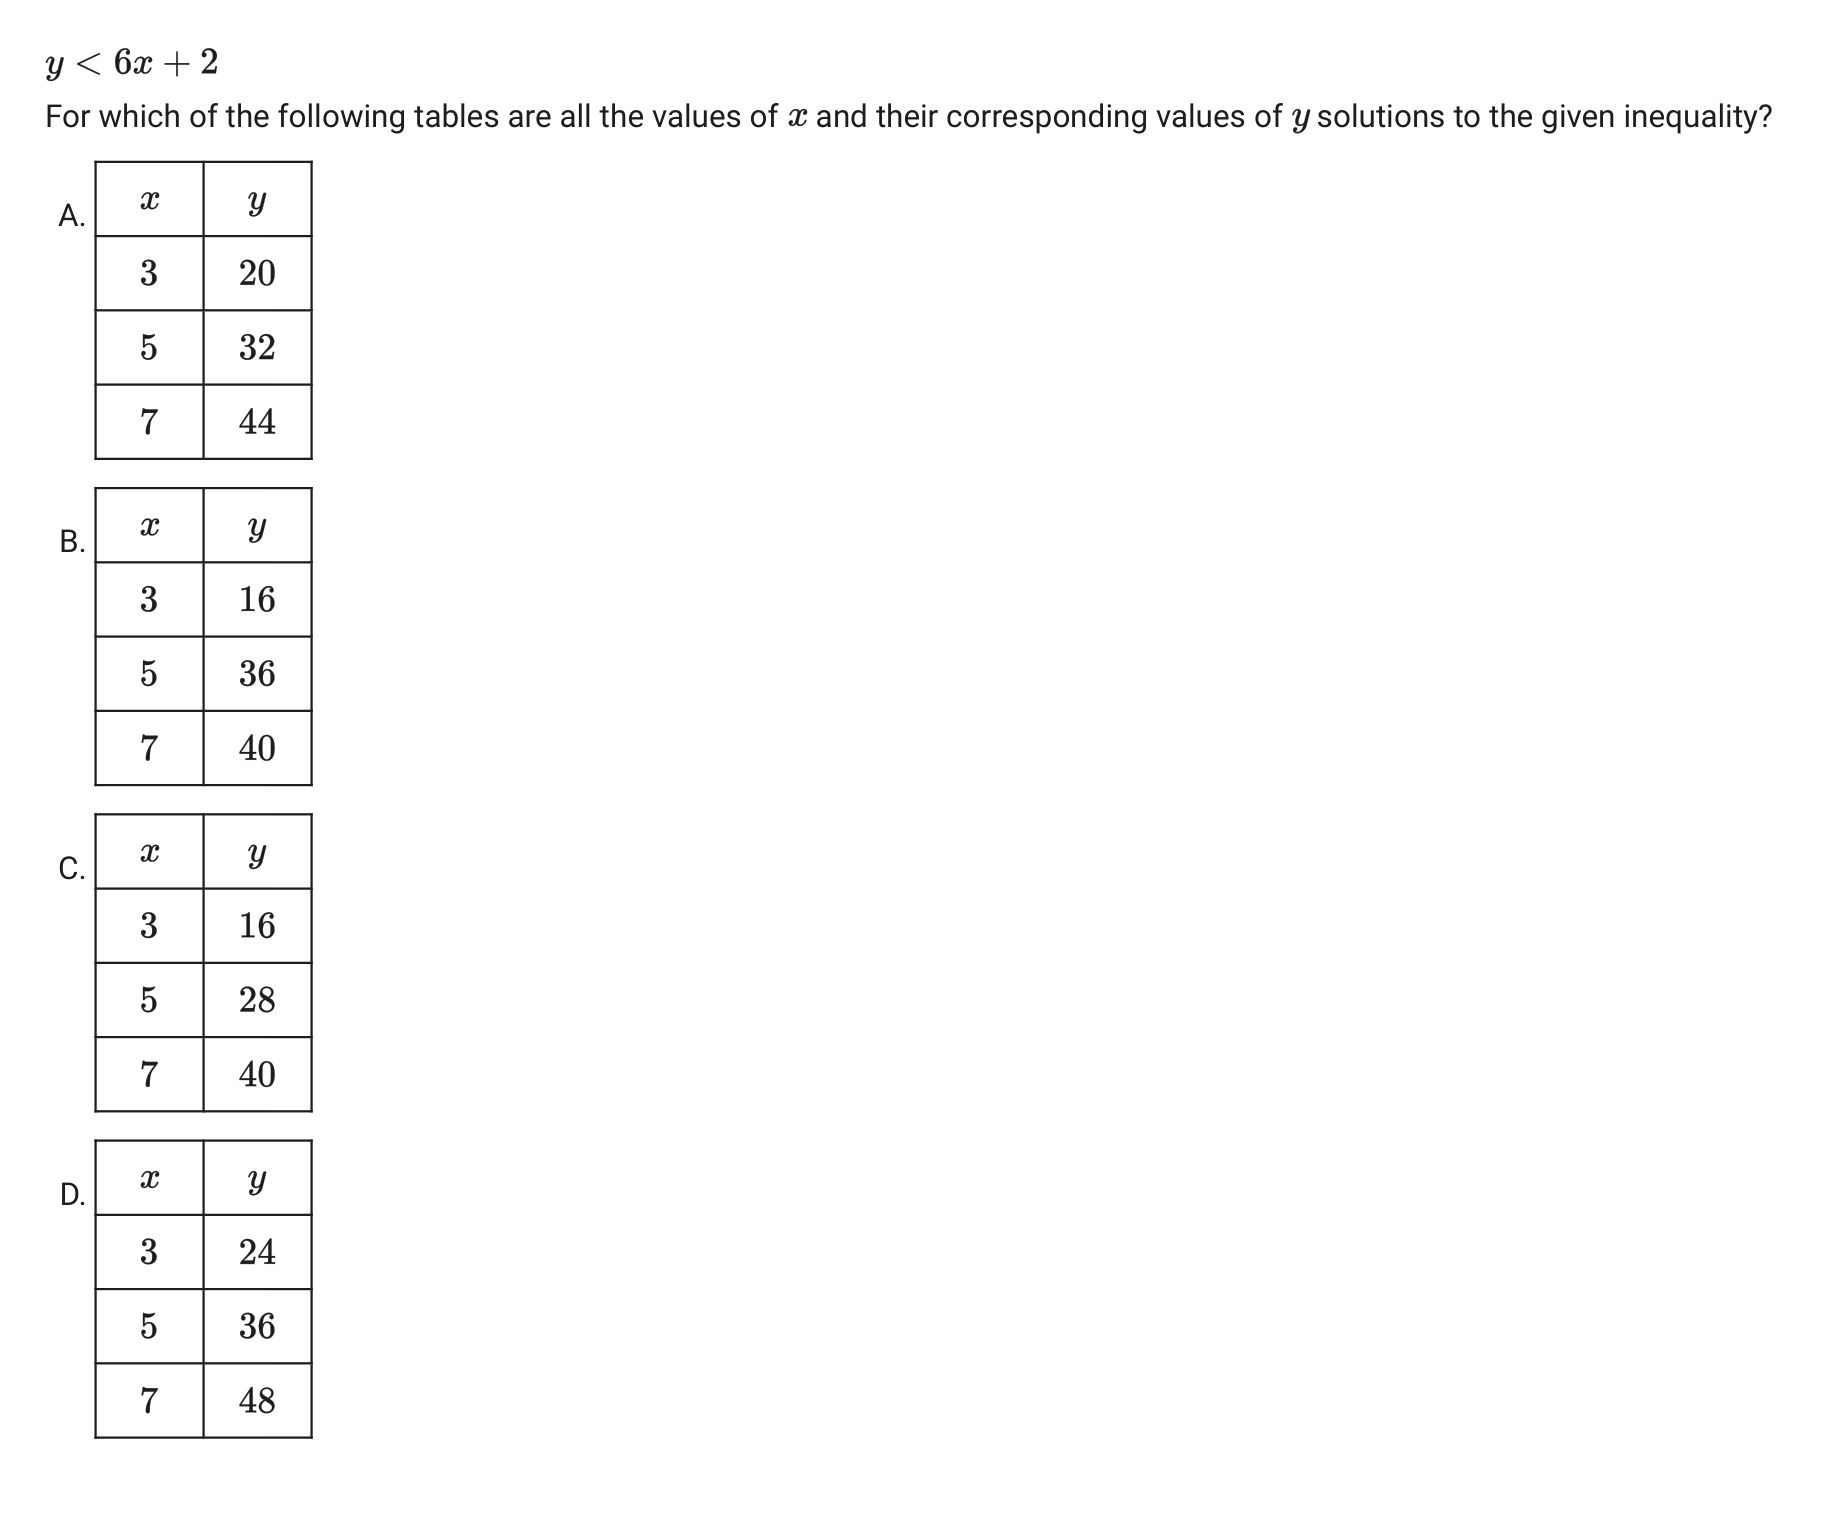 y < 6x + 2
For which of the following tables are all the values of x and their corresponding values of y solutions to the given inequality?
A.
x y
3 20
5 32
7 44
B.
x y
3 16
5 36
7 40
C.
x y
3 16
5 28
7 40
D.
x y
3 24
5 36
7 48